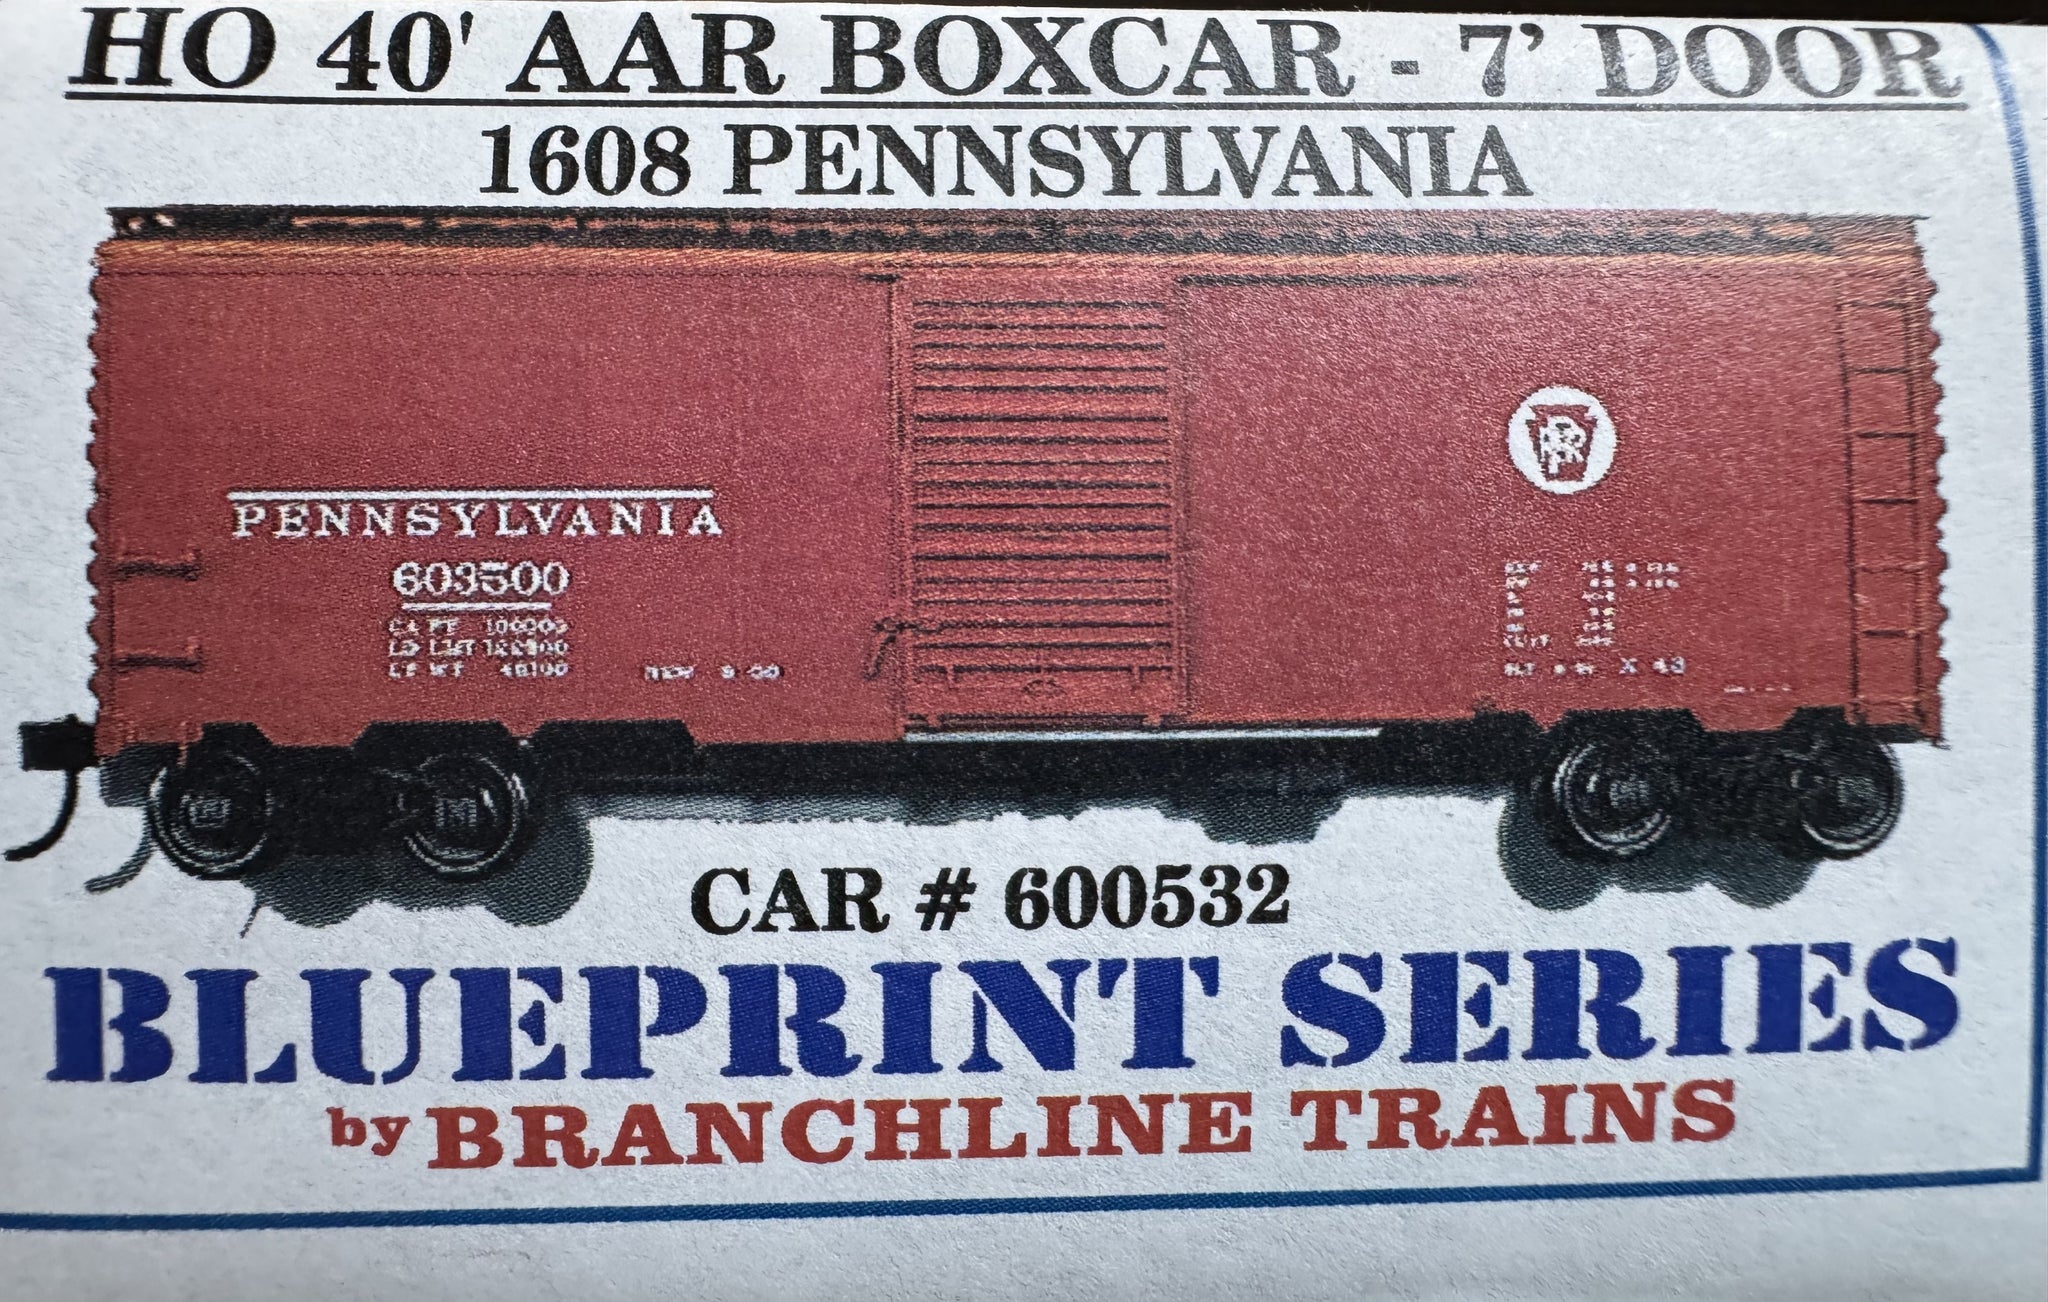 HO 40' AAR BOXCAR - 7' DOOR
1608 PENNSYLVANIA
PENNSYLVANIA
603500
CAR # 600532
BLUEPRINT SERIES
by BRANCHLINE TRAINS